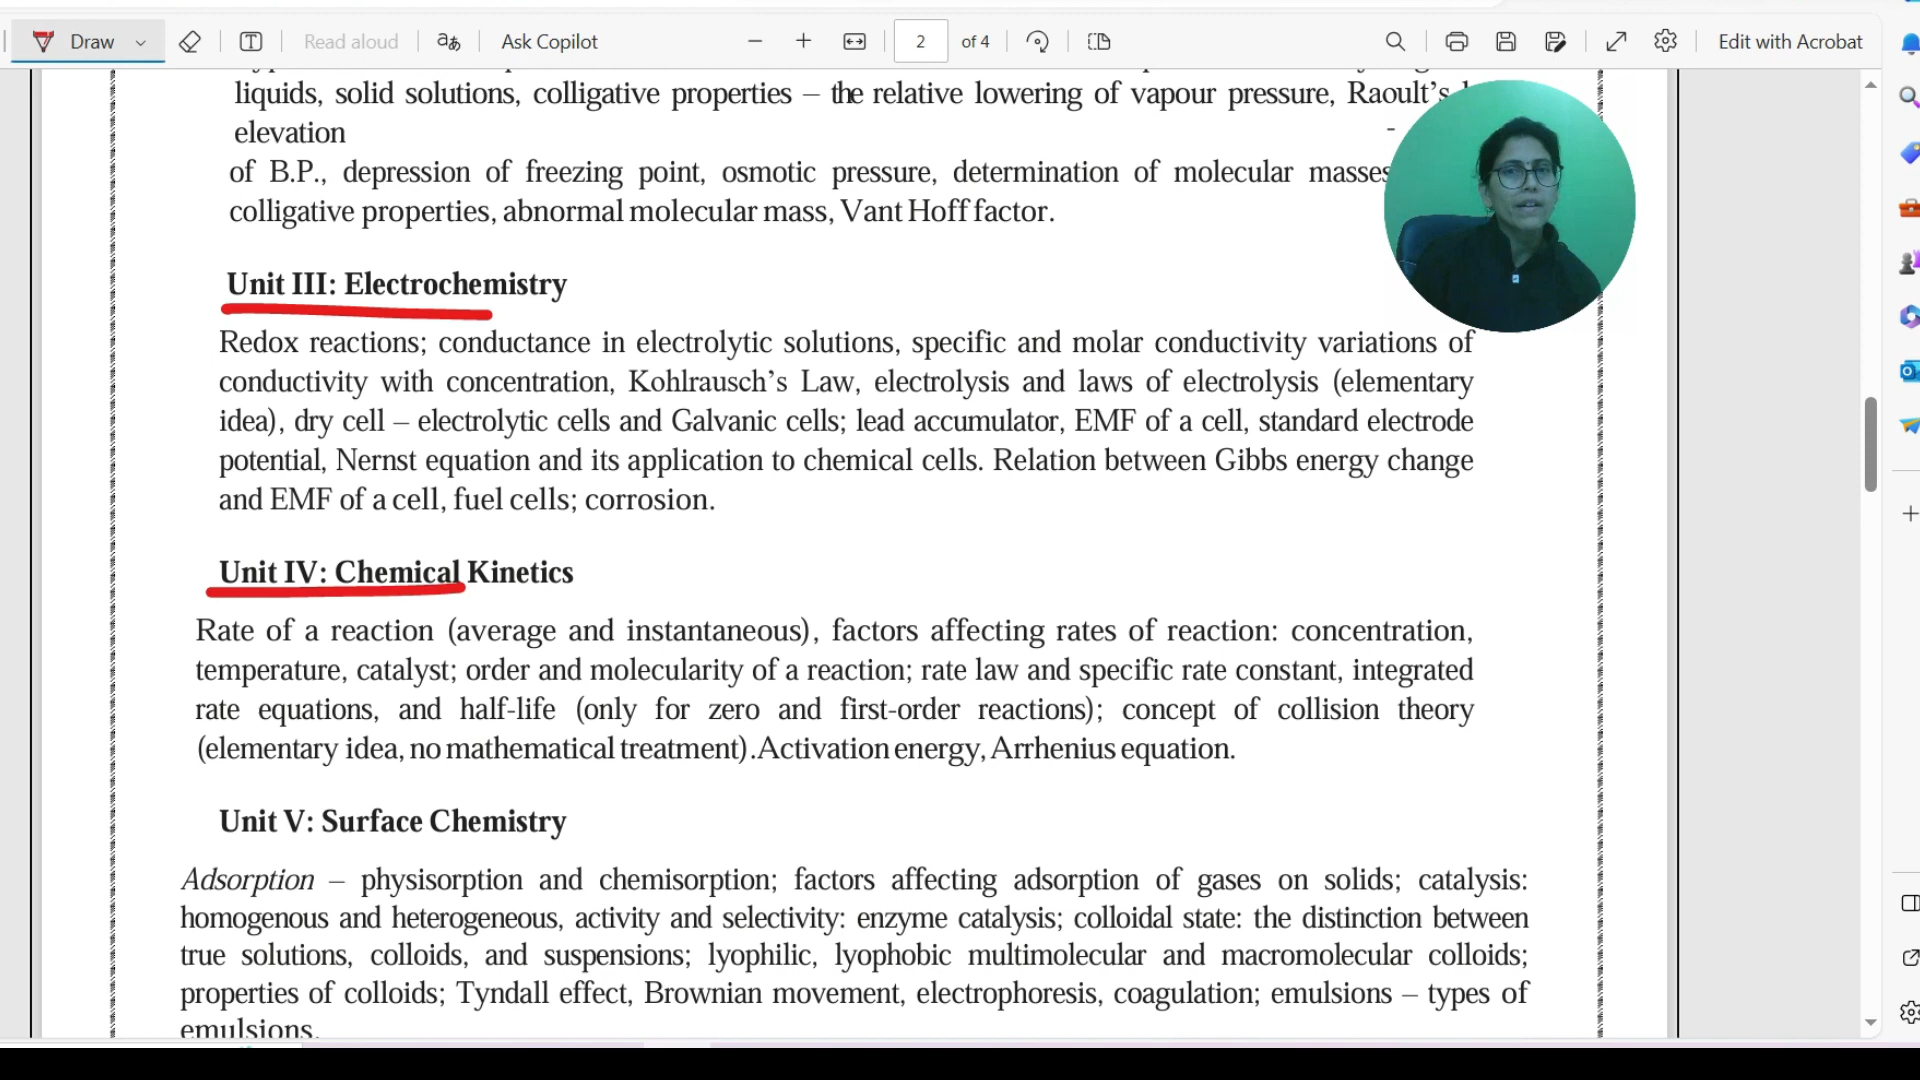 Draw
Read aloud
Ask Copilot
2
of 4
Edit with Acrobat
liquids, solid solutions, colligative properties – the relative lowering of vapour pressure, Raoult's
elevation
of B.P., depression of freezing point, osmotic pressure, determination of molecular masses
colligative properties, abnormal molecular mass, Vant Hoff factor.
Unit III: Electrochemistry
Redox reactions; conductance in electrolytic solutions, specific and molar conductivity variations of
conductivity with concentration, Kohlrausch's Law, electrolysis and laws of electrolysis (elementary
idea), dry cell – electrolytic cells and Galvanic cells; lead accumulator, EMF of a cell, standard electrode
potential, Nernst equation and its application to chemical cells. Relation between Gibbs energy change
and EMF of a cell, fuel cells; corrosion.
Unit IV: Chemical Kinetics
Rate of a reaction (average and instantaneous), factors affecting rates of reaction: concentration,
temperature, catalyst; order and molecularity of a reaction; rate law and specific rate constant, integrated
rate equations, and half-life (only for zero and first-order reactions); concept of collision theory
(elementary idea, no mathematical treatment).Activation energy, Arrhenius equation.
Unit V: Surface Chemistry
Adsorption – physisorption and chemisorption; factors affecting adsorption of gases on solids; catalysis:
homogenous and heterogeneous, activity and selectivity: enzyme catalysis; colloidal state: the distinction between
true solutions, colloids, and suspensions; lyophilic, lyophobic multimolecular and macromolecular colloids;
properties of colloids; Tyndall effect, Brownian movement, electrophoresis, coagulation; emulsions – types of
emulsions.